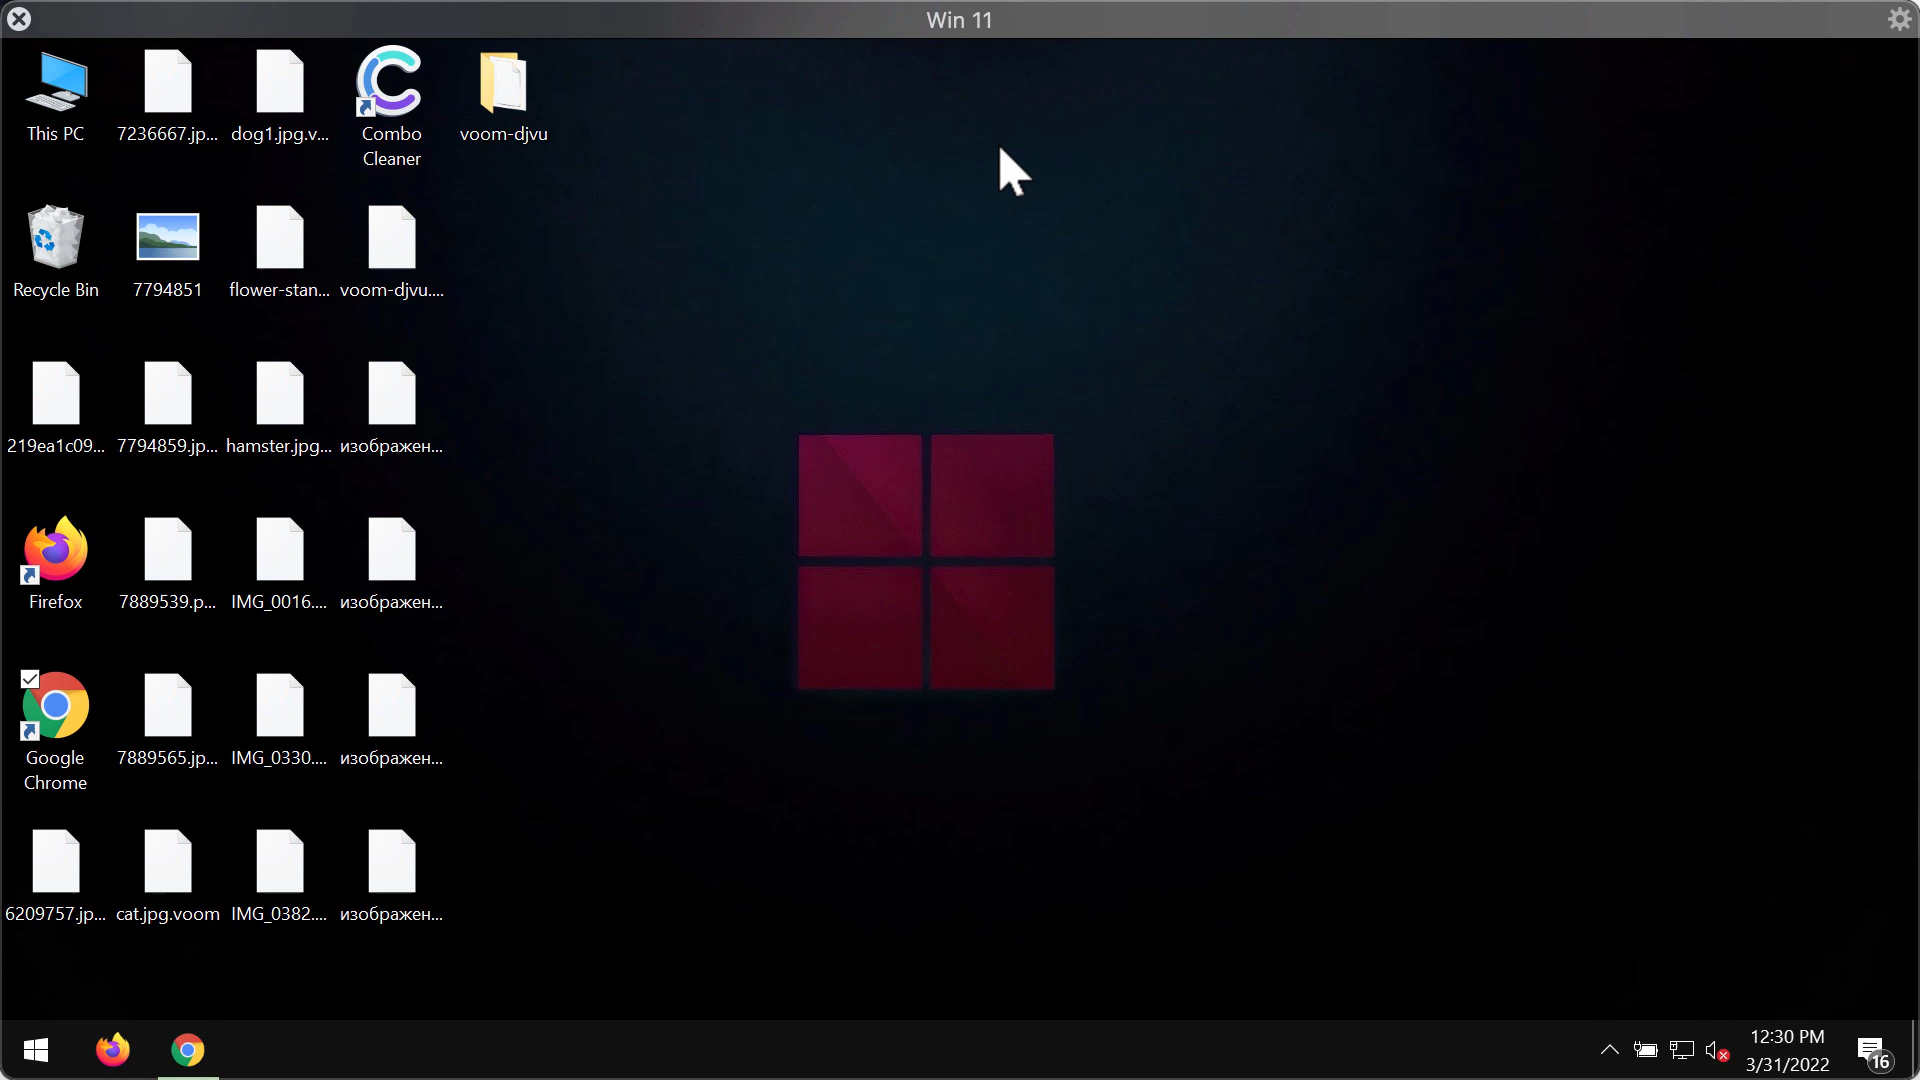 Win 11
This PC
7236667.jp...
dog1.jpg.v...
Combo
Cleaner
voom-djvu
Recycle Bin
7794851
flower-stan...
voom-djvu....
219ea1c09...
7794859.jp...
hamster.jpg...
изображен...
Firefox
7889539.p...
IMG_0016....
изображен...
Google
Chrome
7889565.jp...
IMG_0330....
изображен...
6209757.jp...
cat.jpg.voom
IMG_0382....
изображен...
12:30 PM
3/31/2022
16